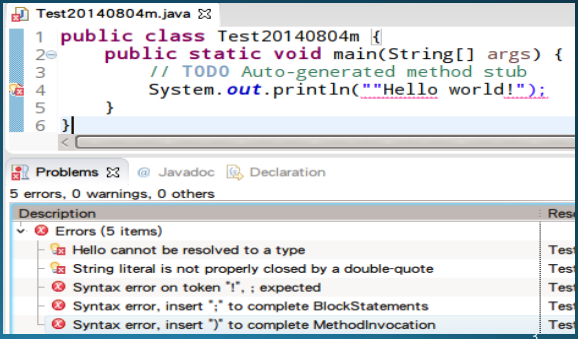 Test20140804m.java
1 public class Test20140804m {
2 public static void main(String[] args) {
3 // TODO Auto-generated method stub
4 System.out.println(""Hello world!");
5 }
6 }
Problems @ Javadoc Declaration
5 errors, 0 warnings, 0 others
Description Reso
Errors (5 items)
Hello cannot be resolved to a type Test
String literal is not properly closed by a double-quote Test
Syntax error on token "!", ; expected Test
Syntax error, insert ";" to complete BlockStatements Test
Syntax error, insert ")" to complete MethodInvocation Test